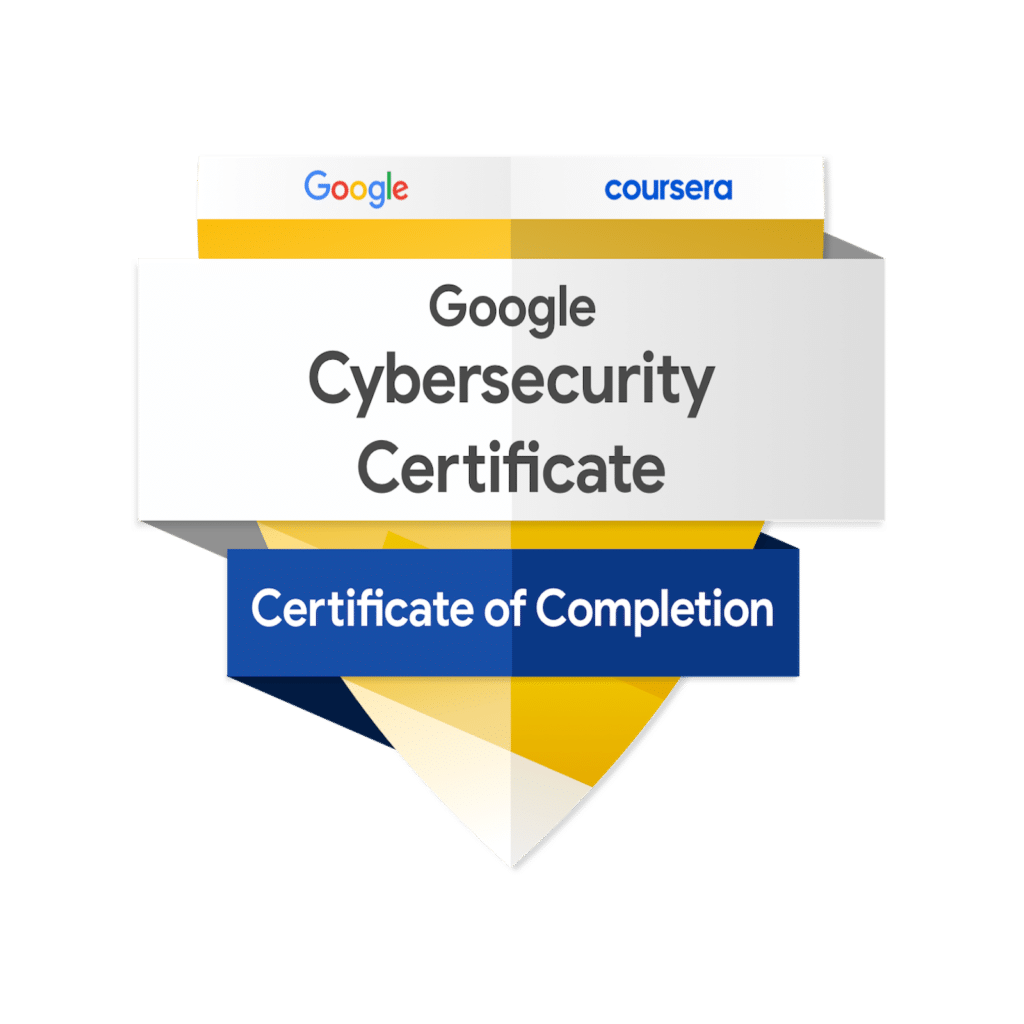 Google coursera
Google
Cybersecurity
Certificate
Certificate of Completion